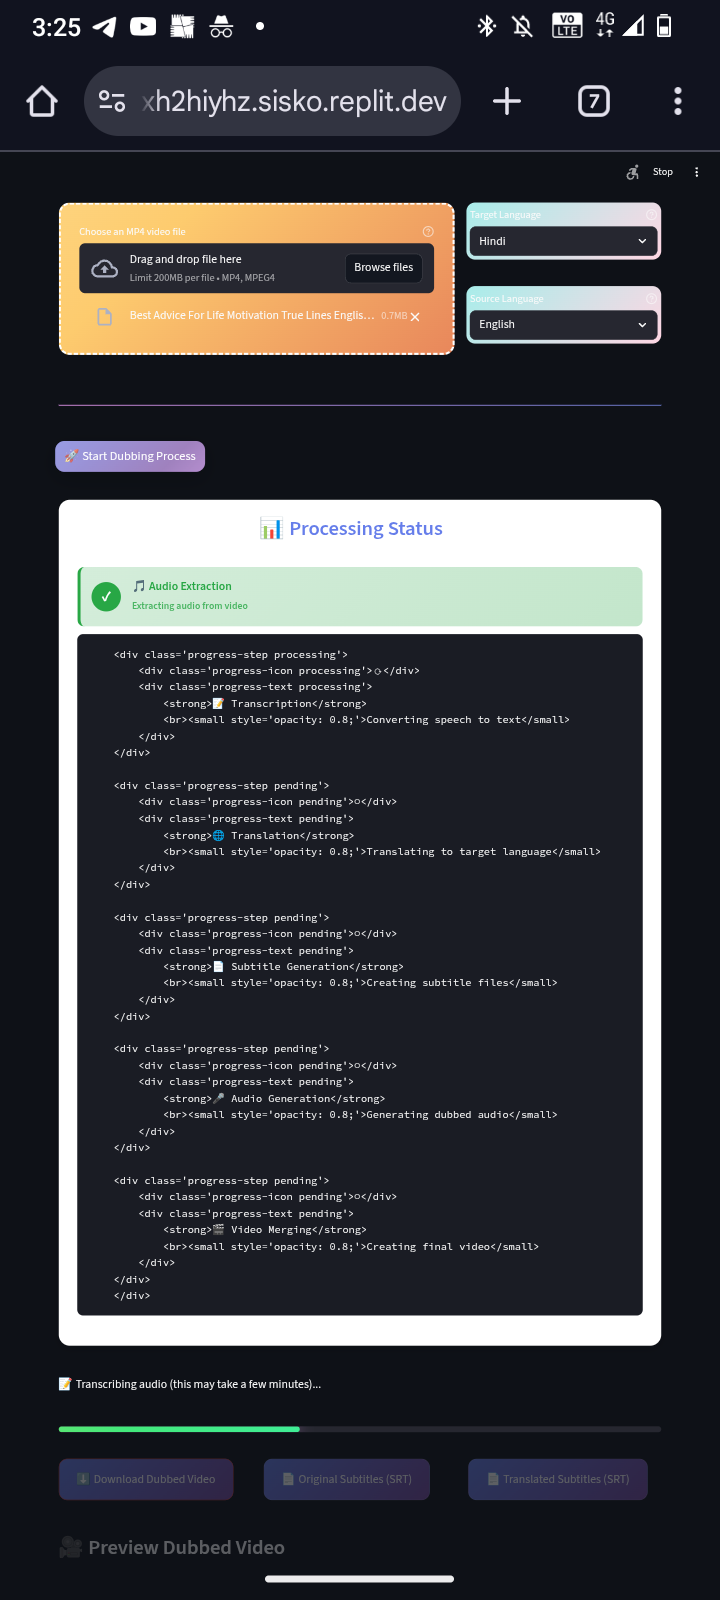 3:25
VO LTE 4G
xh2hiyhz.sisko.replit.dev
7
Stop
Choose an MP4 video file
Drag and drop file here
Limit 200MB per file • MP4, MPEG4
Browse files
Best Advice For Life Motivation True Lines Englis... 0.7MB
Target Language
Hindi
Source Language
English
🚀 Start Dubbing Process
📊 Processing Status
✓
🎵 Audio Extraction
Extracting audio from video
<div class='progress-step processing'>
<div class='progress-icon processing'>⟳</div>
<div class='progress-text processing'>
<strong>📝 Transcription</strong>
<br><small style='opacity: 0.8;'>Converting speech to text</small>
</div>
</div>
<div class='progress-step pending'>
<div class='progress-icon pending'>○</div>
<div class='progress-text pending'>
<strong>🌐 Translation</strong>
<br><small style='opacity: 0.8;'>Translating to target language</small>
</div>
</div>
<div class='progress-step pending'>
<div class='progress-icon pending'>○</div>
<div class='progress-text pending'>
<strong>📄 Subtitle Generation</strong>
<br><small style='opacity: 0.8;'>Creating subtitle files</small>
</div>
</div>
<div class='progress-step pending'>
<div class='progress-icon pending'>○</div>
<div class='progress-text pending'>
<strong>🎤 Audio Generation</strong>
<br><small style='opacity: 0.8;'>Generating dubbed audio</small>
</div>
</div>
<div class='progress-step pending'>
<div class='progress-icon pending'>○</div>
<div class='progress-text pending'>
<strong>🎬 Video Merging</strong>
<br><small style='opacity: 0.8;'>Creating final video</small>
</div>
</div>
</div>
📝 Transcribing audio (this may take a few minutes)...
⬇️ Download Dubbed Video
📄 Original Subtitles (SRT)
📄 Translated Subtitles (SRT)
🎥 Preview Dubbed Video